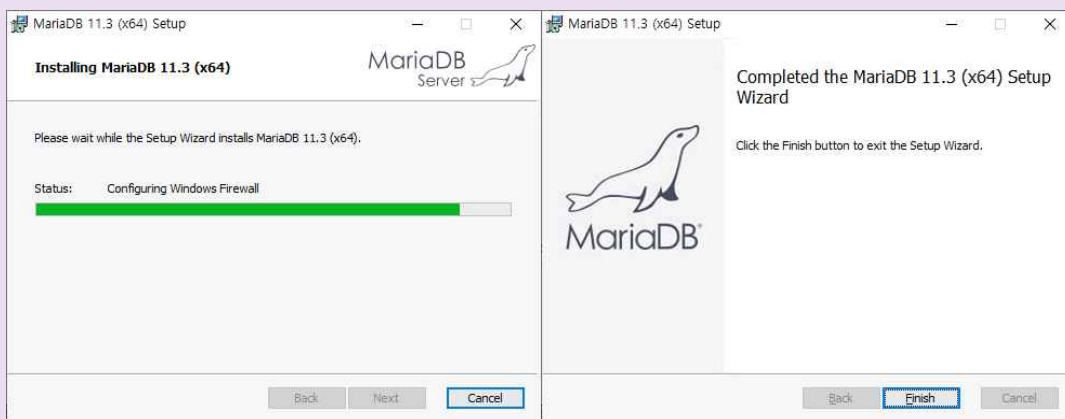 MariaDB 11.3 (x64) Setup
Installing MariaDB 11.3 (x64)
MariaDB
Server
Please wait while the Setup Wizard installs MariaDB 11.3 (x64).
Status: Configuring Windows Firewall
Back Next Cancel
MariaDB 11.3 (x64) Setup
Completed the MariaDB 11.3 (x64) Setup
Wizard
Click the Finish button to exit the Setup Wizard.
MariaDB
Back Finish Cancel